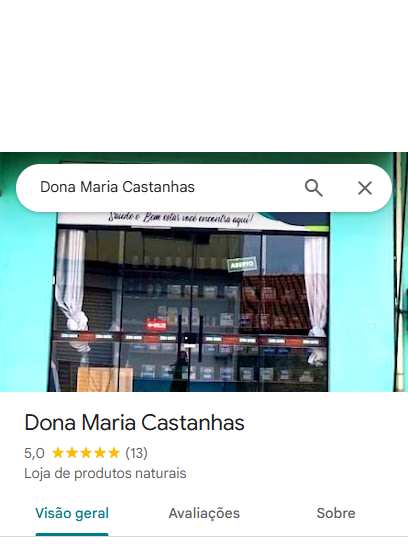 Dona Maria Castanhas
Saúde e Bem estar você encontra aqui!
ABERTO
Dona Maria Castanhas
5,0 (13)
Loja de produtos naturais
Visão geral Avaliações Sobre